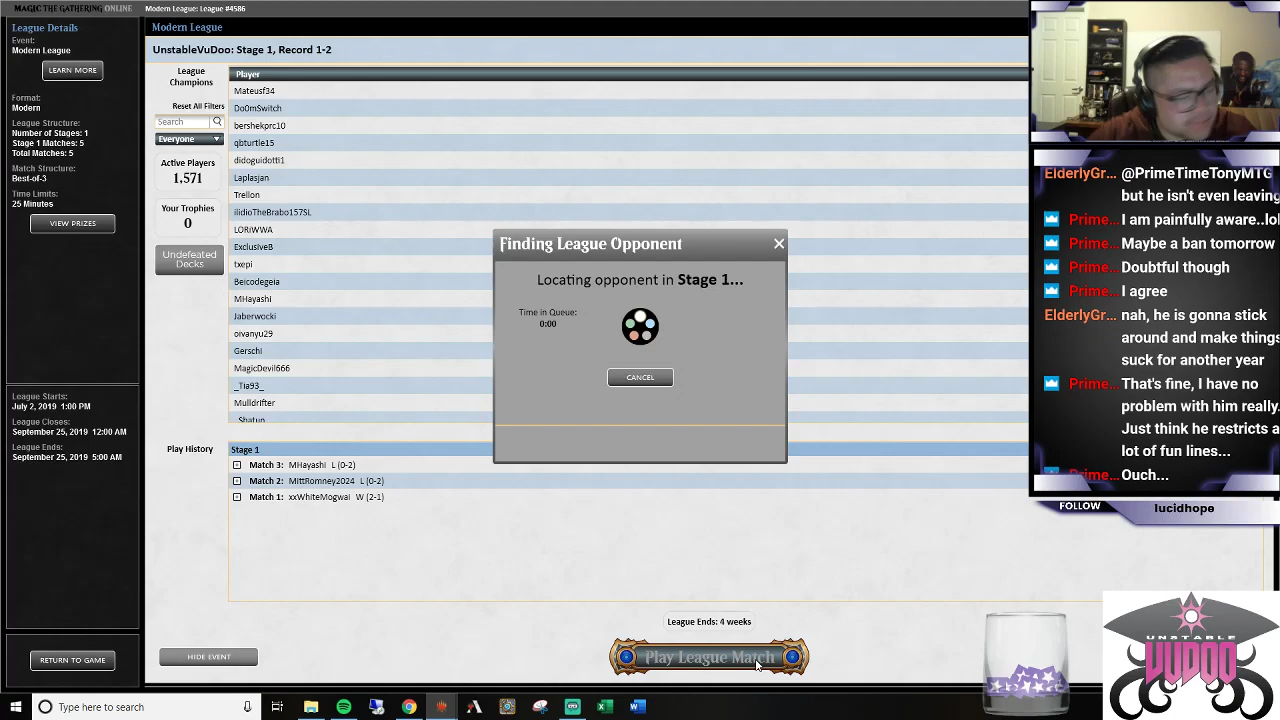 MAGIC THE GATHERING ONLINE
Modern League: League #4586
League Details
Event:
Modern League
LEARN MORE
Format:
Modern
League Structure:
Number of Stages: 1
Stage 1 Matches: 5
Total Matches: 5
Match Structure:
Best-of-3
Time Limits:
25 Minutes
VIEW PRIZES
League Starts:
July 2, 2019 1:00 PM
League Closes:
September 25, 2019 12:00 AM
League Ends:
September 25, 2019 5:00 AM
RETURN TO GAME
Modern League
UnstableVuDoo: Stage 1, Record 1-2
League
Champions
Reset All Filters
Search
Everyone
Active Players
1,571
Your Trophies
0
Undefeated
Decks
Player
Mateusf34
Do0mSwitch
bershekprc10
qbturtle15
didoguidotti1
Laplasjan
Trellon
ilidioTheBrabo157SL
LORiWWA
ExclusiveB
txepi
Beicodegeia
MHayashi
Jaberwocki
oivanyu29
Gerschi
MagicDevil666
_Tia93_
Mulldrifter
Shatun
Finding League Opponent
Locating opponent in Stage 1...
Time in Queue:
0:00
CANCEL
Play History
Stage 1
Match 3: MHayashi L (0-2)
Match 2: MittRomney2024 L (0-2
Match 1: xxWhiteMogwai W (2-1)
League Ends: 4 weeks
HIDE EVENT
Play League Match
ElderlyGr... @PrimeTimeTonyMTG
but he isn't even leaving
Prime... I am painfully aware..lol
Prime... Maybe a ban tomorrow
Prime... Doubtful though
Prime... I agree
ElderlyGr... nah, he is gonna stick
around and make things
suck for another year
Prime... That's fine, I have no
problem with him really.
Just think he restricts a
lot of fun lines...
Prime... Ouch...
FOLLOW
lucidhope
UNSTABLE
VUDOO
Type here to search